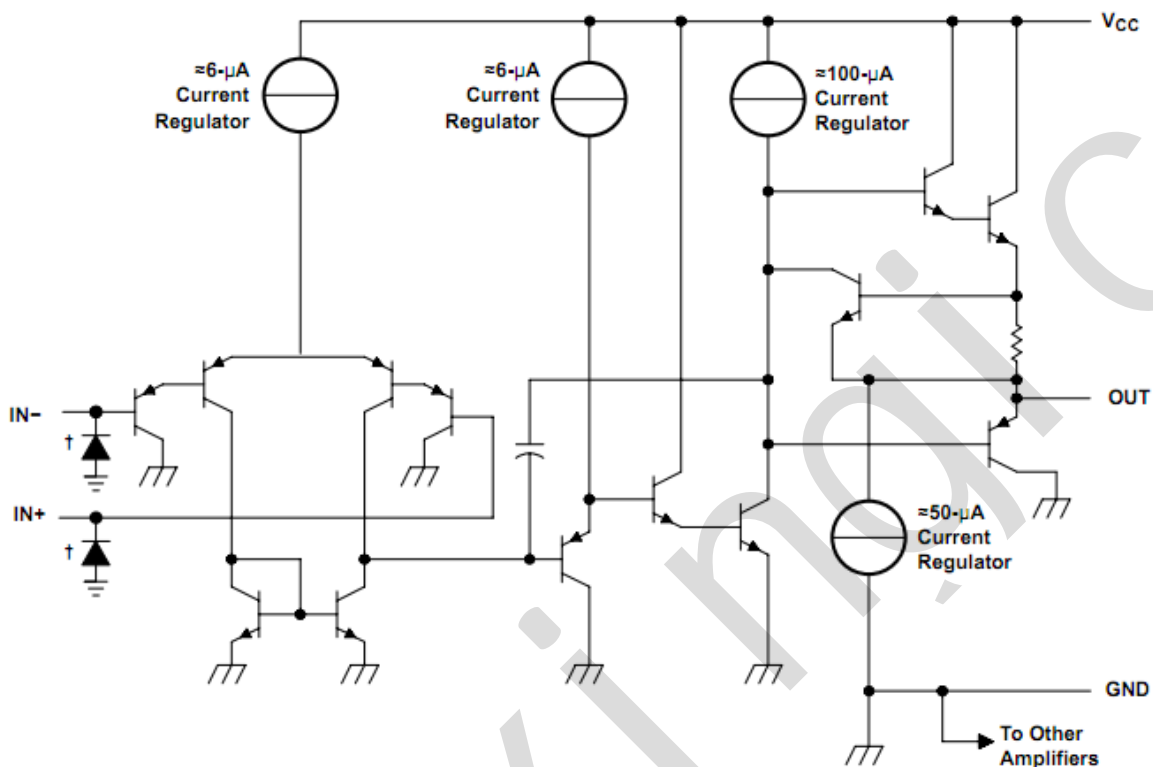 VCC
≈6-µA
Current
Regulator
≈6-µA
Current
Regulator
≈100-µA
Current
Regulator
IN−
†
OUT
IN+
†
≈50-µA
Current
Regulator
GND
To Other
Amplifiers